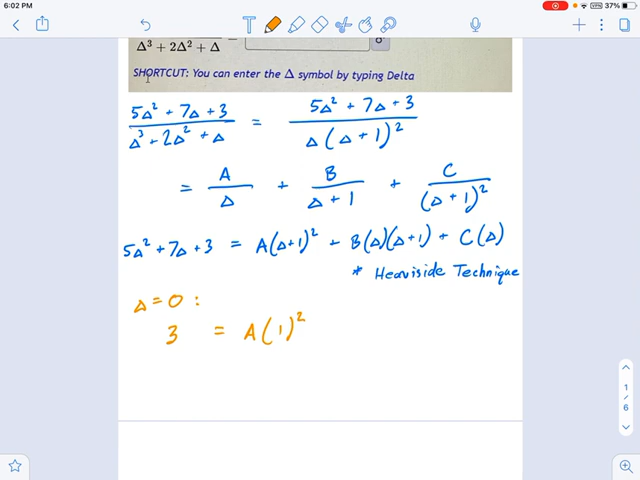 6:02 PM
VPN 37%
Δ³ + 2Δ² + Δ
SHORTCUT: You can enter the Δ symbol by typing Delta
5Δ² + 7Δ + 3 / Δ³ + 2Δ² + Δ = 5Δ² + 7Δ + 3 / Δ(Δ + 1)²
= A / Δ + B / Δ + 1 + C / (Δ + 1)²
5Δ² + 7Δ + 3 = A(Δ+1)² + B(Δ)(Δ+1) + C(Δ)
* Heaviside Technique
Δ = 0 :
3 = A(1)²
1
/
6